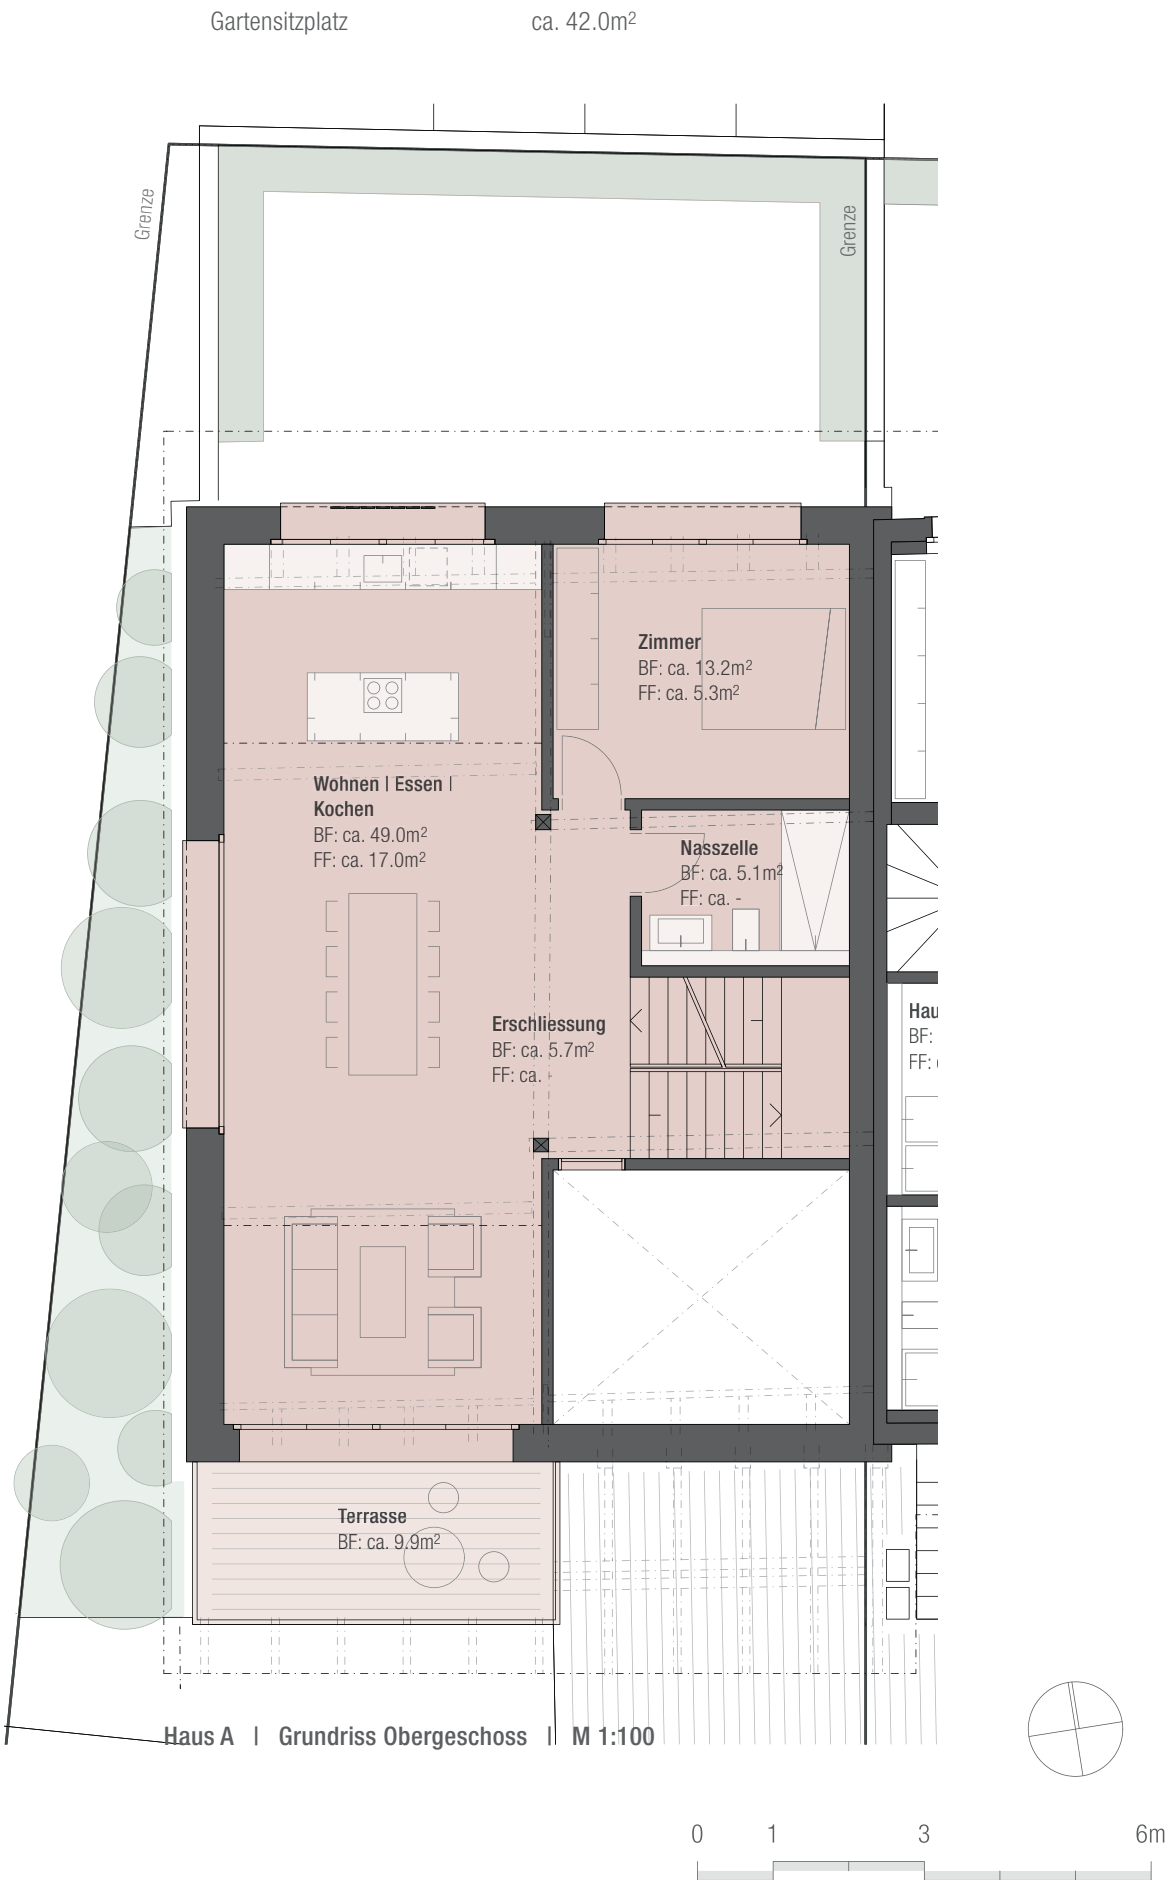 Gartensitzplatz ca. 42.0m²
Grenze
Grenze
Zimmer
BF: ca. 13.2m²
FF: ca. 5.3m²
Wohnen | Essen |
Kochen
BF: ca. 49.0m²
FF: ca. 17.0m²
Nasszelle
BF: ca. 5.1m²
FF: ca. -
Erschliessung
BF: ca. 5.7m²
FF: ca. -
Hau
BF:
FF:
Terrasse
BF: ca. 9.9m²
Haus A | Grundriss Obergeschoss | M 1:100
0 1 3 6m